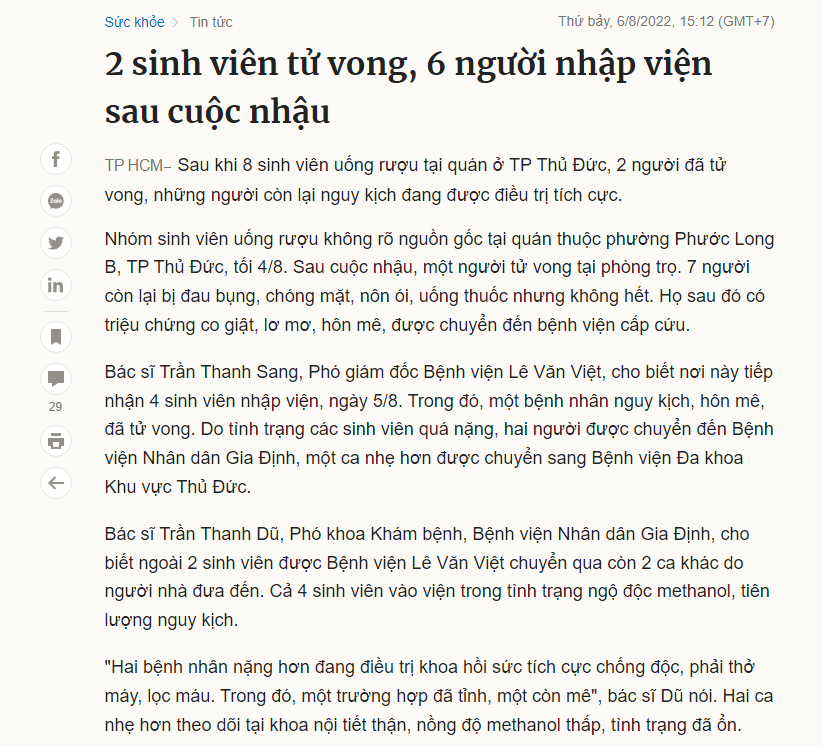 Sức khỏe > Tin tức
Thứ bảy, 6/8/2022, 15:12 (GMT+7)
2 sinh viên tử vong, 6 người nhập viện
sau cuộc nhậu
TP HCM– Sau khi 8 sinh viên uống rượu tại quán ở TP Thủ Đức, 2 người đã tử
vong, những người còn lại nguy kịch đang được điều trị tích cực.
Nhóm sinh viên uống rượu không rõ nguồn gốc tại quán thuộc phường Phước Long
B, TP Thủ Đức, tối 4/8. Sau cuộc nhậu, một người tử vong tại phòng trọ. 7 người
còn lại bị đau bụng, chóng mặt, nôn ói, uống thuốc nhưng không hết. Họ sau đó có
triệu chứng co giật, lơ mơ, hôn mê, được chuyển đến bệnh viện cấp cứu.
Bác sĩ Trần Thanh Sang, Phó giám đốc Bệnh viện Lê Văn Việt, cho biết nơi này tiếp
nhận 4 sinh viên nhập viện, ngày 5/8. Trong đó, một bệnh nhân nguy kịch, hôn mê,
đã tử vong. Do tình trạng các sinh viên quá nặng, hai người được chuyển đến Bệnh
viện Nhân dân Gia Định, một ca nhẹ hơn được chuyển sang Bệnh viện Đa khoa
Khu vực Thủ Đức.
Bác sĩ Trần Thanh Dũ, Phó khoa Khám bệnh, Bệnh viện Nhân dân Gia Định, cho
biết ngoài 2 sinh viên được Bệnh viện Lê Văn Việt chuyển qua còn 2 ca khác do
người nhà đưa đến. Cả 4 sinh viên vào viện trong tình trạng ngộ độc methanol, tiên
lượng nguy kịch.
"Hai bệnh nhân nặng hơn đang điều trị khoa hồi sức tích cực chống độc, phải thở
máy, lọc máu. Trong đó, một trường hợp đã tỉnh, một còn mê", bác sĩ Dũ nói. Hai ca
nhẹ hơn theo dõi tại khoa nội tiết thận, nồng độ methanol thấp, tình trạng đã ổn.
Zalo
29